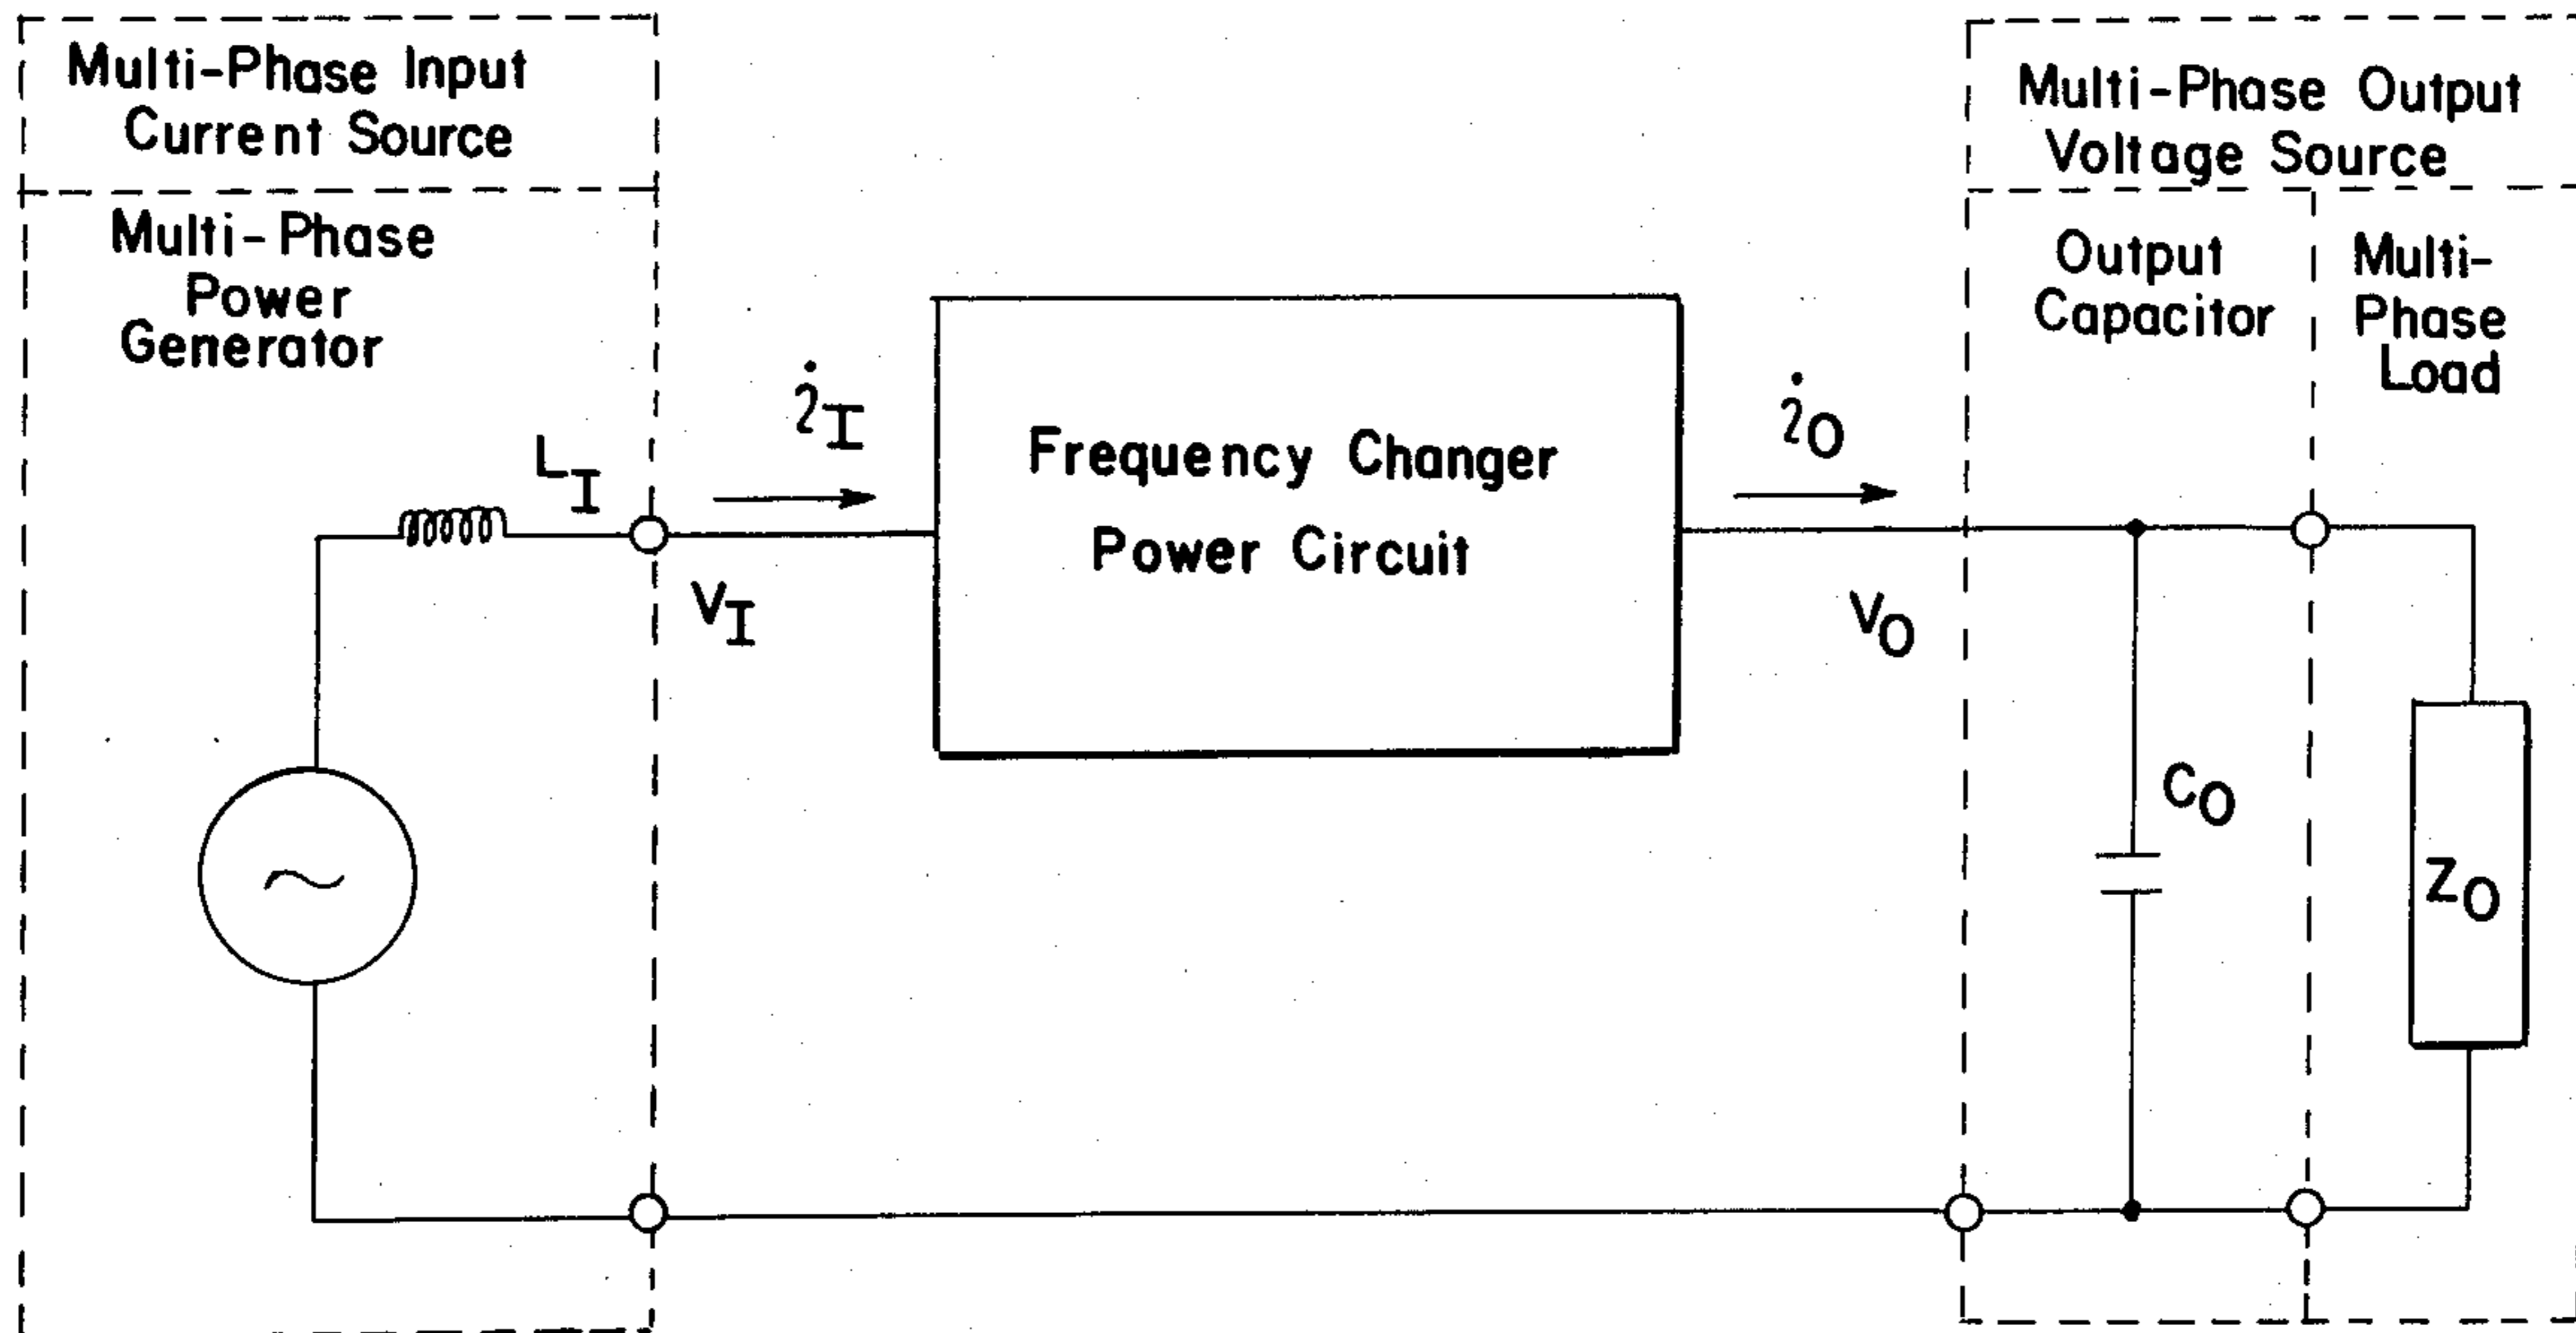 Multi-Phase Input
Current Source
Multi-Phase
Power
Generator
L_I
i_I
V_I
Frequency Changer
Power Circuit
i_O
V_O
Multi-Phase Output
Voltage Source
Output
Capacitor
Multi-
Phase
Load
C_O
Z_O